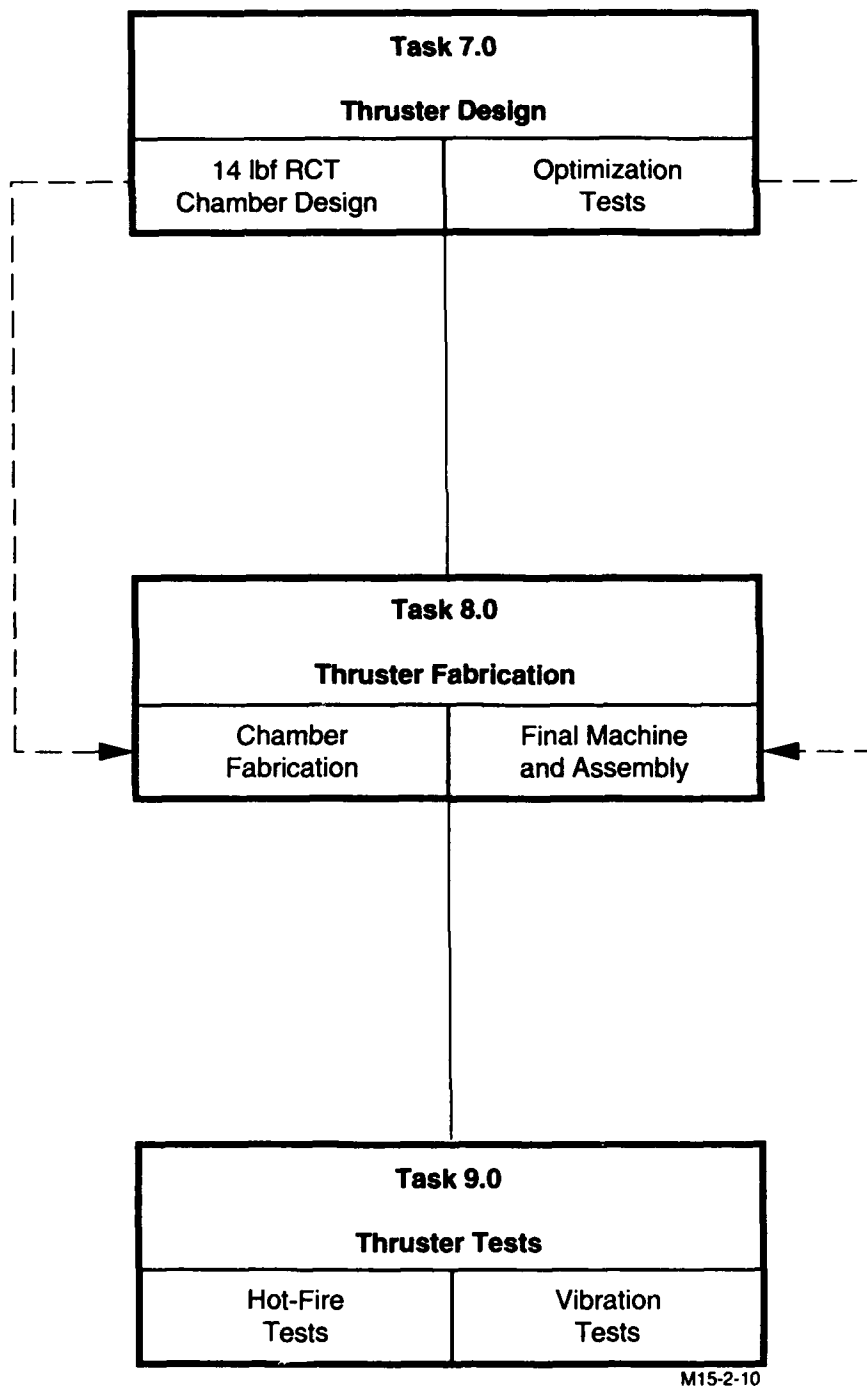 Task 7.0
Thruster Design
14 lbf RCT
Chamber Design
Optimization
Tests
Task 8.0
Thruster Fabrication
Chamber
Fabrication
Final Machine
and Assembly
Task 9.0
Thruster Tests
Hot-Fire
Tests
Vibration
Tests
M15-2-10